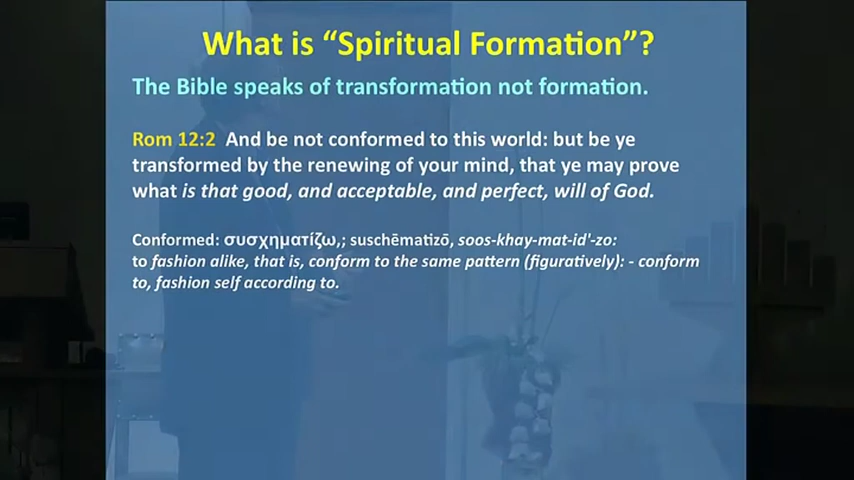 What is “Spiritual Formation”?
The Bible speaks of transformation not formation.
Rom 12:2 And be not conformed to this world: but be ye
transformed by the renewing of your mind, that ye may prove
what is that good, and acceptable, and perfect, will of God.
Conformed: συσχηματίζω,; suschēmatizō, soos-khay-mat-id'-zo:
to fashion alike, that is, conform to the same pattern (figuratively): - conform
to, fashion self according to.